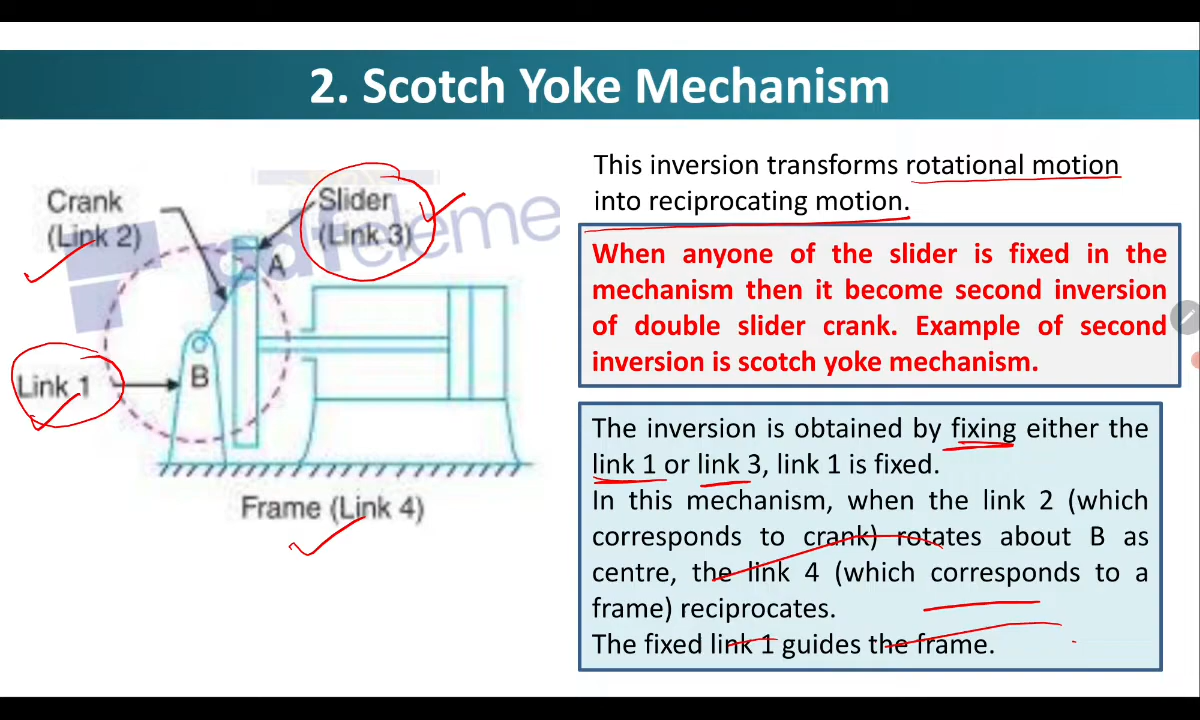 2. Scotch Yoke Mechanism
Crank
(Link 2)
Slider
(Link 3)
A
Link 1
B
Frame (Link 4)
This inversion transforms rotational motion
into reciprocating motion.
When anyone of the slider is fixed in the
mechanism then it become second inversion
of double slider crank. Example of second
inversion is scotch yoke mechanism.
The inversion is obtained by fixing either the
link 1 or link 3, link 1 is fixed.
In this mechanism, when the link 2 (which
corresponds to crank) rotates about B as
centre, the link 4 (which corresponds to a
frame) reciprocates.
The fixed link 1 guides the frame.